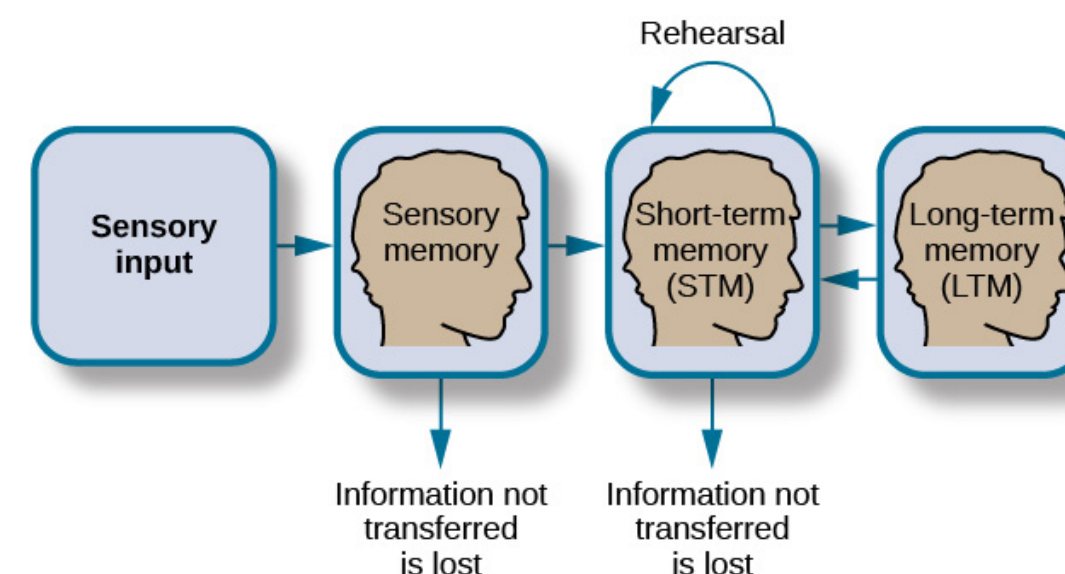 Rehearsal
Sensory
input
Sensory
memory
Short-term
memory
(STM)
Long-term
memory
(LTM)
Information not
transferred
is lost
Information not
transferred
is lost